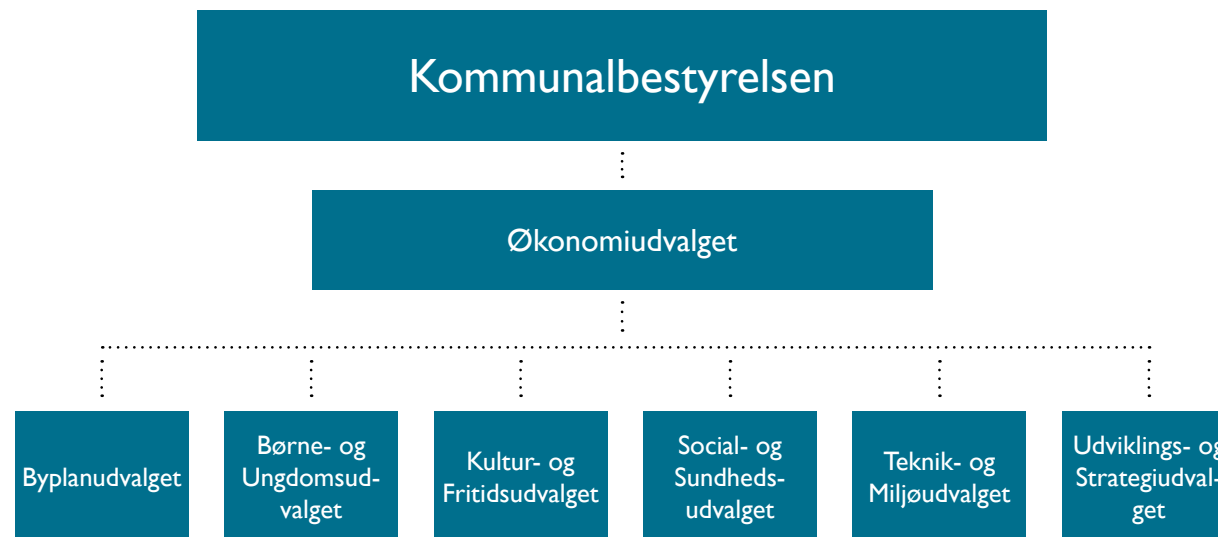 Kommunalbestyrelsen
Økonomiudvalget
Byplanudvalget
Børne- og
Ungdomsud-
valget
Kultur- og
Fritidsudvalget
Social- og
Sundheds-
udvalget
Teknik- og
Miljøudvalget
Udviklings- og
Strategiudval-
get